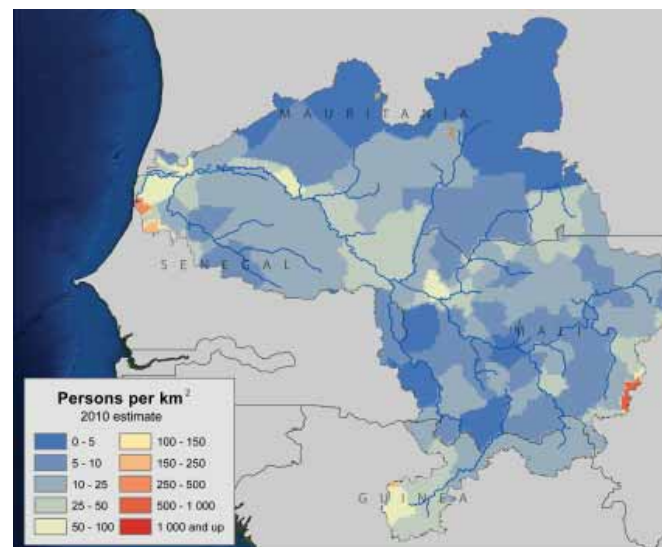 MAURITANIA
SENEGAL
MALI
GUINEA
Persons per km²
2010 estimate
0 - 5
5 - 10
10 - 25
25 - 50
50 - 100
100 - 150
150 - 250
250 - 500
500 - 1 000
1 000 and up